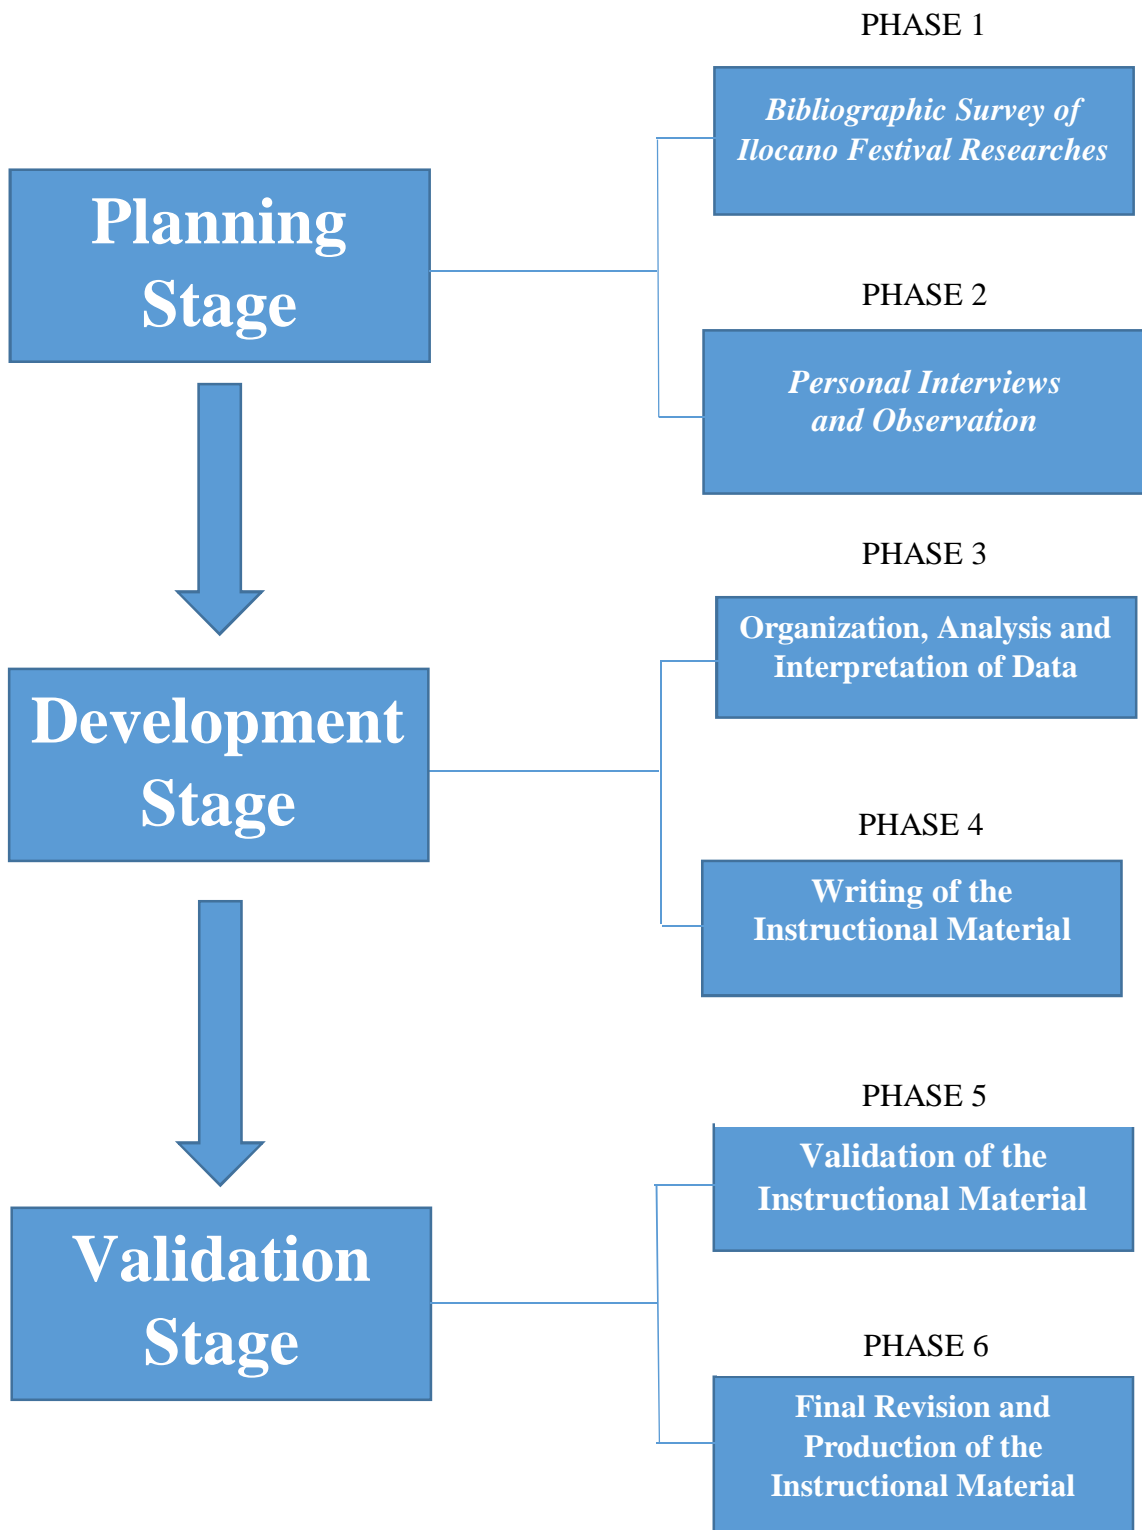 PHASE 1
Bibliographic Survey of
Ilocano Festival Researches
Planning
Stage
PHASE 2
Personal Interviews
and Observation
PHASE 3
Organization, Analysis and
Interpretation of Data
Development
Stage
PHASE 4
Writing of the
Instructional Material
PHASE 5
Validation of the
Instructional Material
Validation
Stage
PHASE 6
Final Revision and
Production of the
Instructional Material